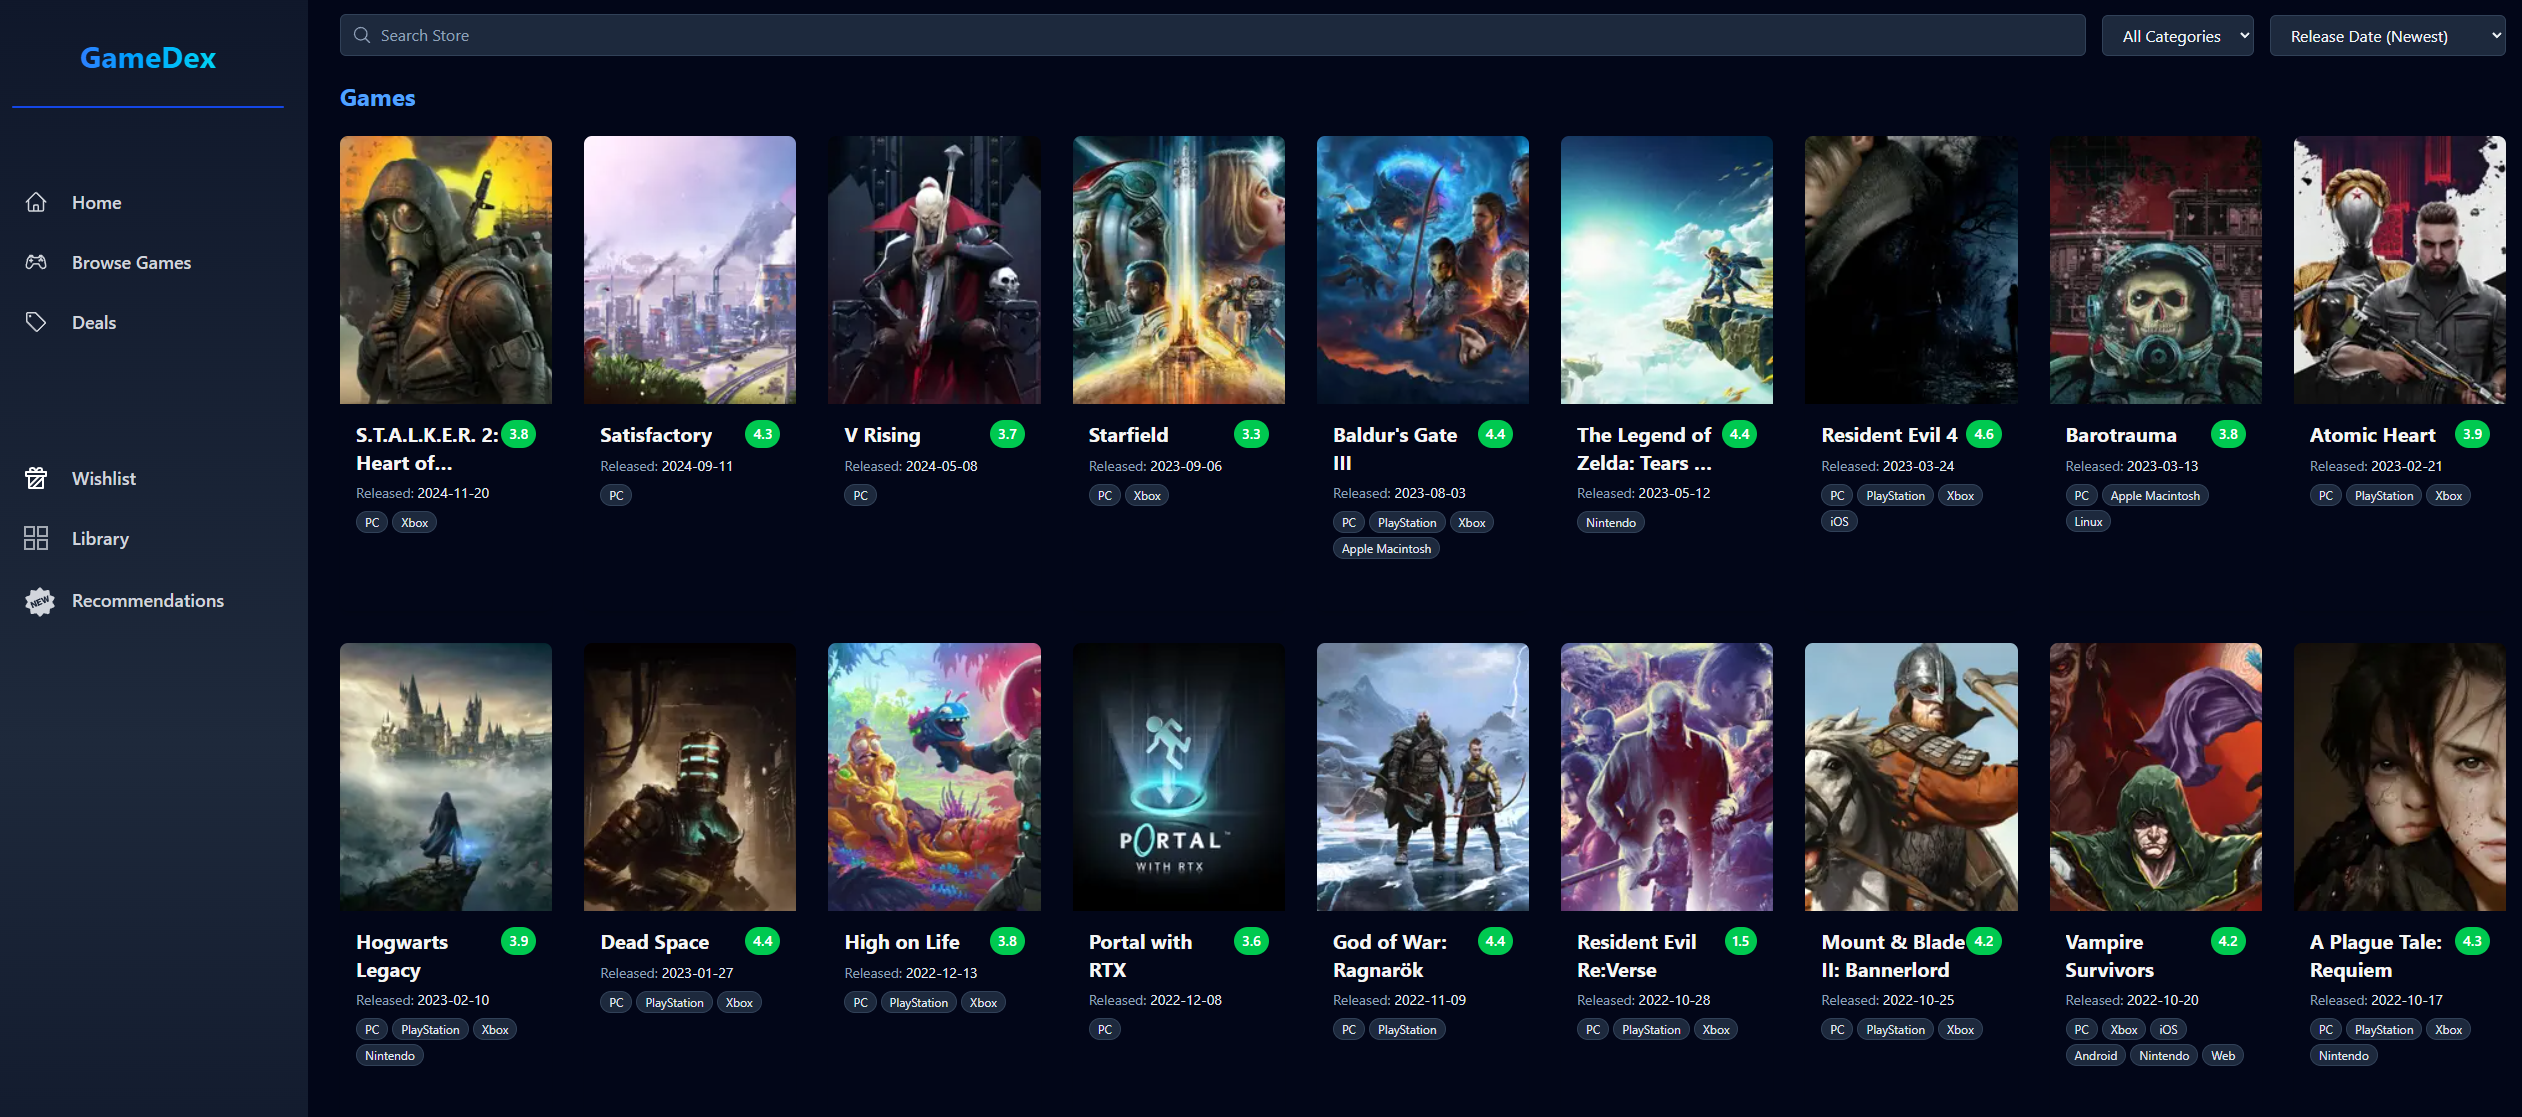 GameDex
Search Store
All Categories
Release Date (Newest)
Home
Browse Games
Deals
Wishlist
Library
NEW
Recommendations
Games
S.T.A.L.K.E.R. 2:
Heart of...
3.8
Released: 2024-11-20
PC Xbox
Satisfactory
4.3
Released: 2024-09-11
PC
V Rising
3.7
Released: 2024-05-08
PC
Starfield
3.3
Released: 2023-09-06
PC Xbox
Baldur's Gate
III
4.4
Released: 2023-08-03
PC PlayStation Xbox
Apple Macintosh
The Legend of
Zelda: Tears ...
4.4
Released: 2023-05-12
Nintendo
Resident Evil 4
4.6
Released: 2023-03-24
PC PlayStation Xbox
iOS
Barotrauma
3.8
Released: 2023-03-13
PC Apple Macintosh
Linux
Atomic Heart
3.9
Released: 2023-02-21
PC PlayStation Xbox
Hogwarts
Legacy
3.9
Released: 2023-02-10
PC PlayStation Xbox
Nintendo
Dead Space
4.4
Released: 2023-01-27
PC PlayStation Xbox
High on Life
3.8
Released: 2022-12-13
PC PlayStation Xbox
PORTAL™
WITH RTX
Portal with
RTX
3.6
Released: 2022-12-08
PC
God of War:
Ragnarök
4.4
Released: 2022-11-09
PC PlayStation
Resident Evil
Re:Verse
1.5
Released: 2022-10-28
PC PlayStation Xbox
Mount & Blade
II: Bannerlord
4.2
Released: 2022-10-25
PC PlayStation Xbox
Vampire
Survivors
4.2
Released: 2022-10-20
PC Xbox iOS
Android Nintendo Web
A Plague Tale:
Requiem
4.3
Released: 2022-10-17
PC PlayStation Xbox
Nintendo